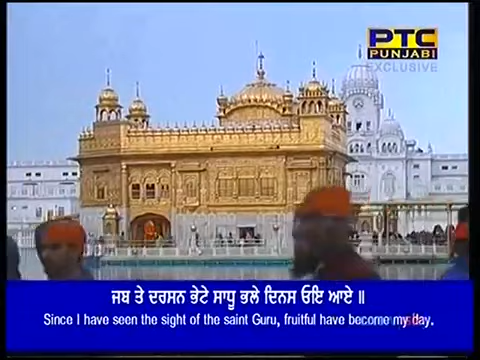 PTC
PUNJABI
EXCLUSIVE
ਜਬ ਤੇ ਦਰਸਨ ਭੇਟੇ ਸਾਧੂ ਭਲੇ ਦਿਨਸ ਓਇ ਆਏ ॥
Since I have seen the sight of the saint Guru, fruitful have become my day.